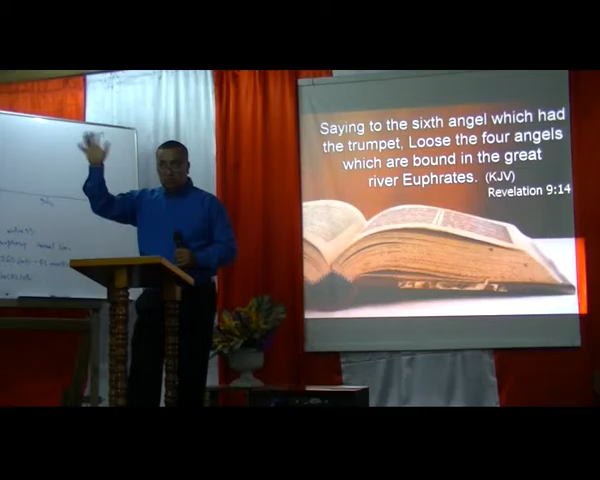 Saying to the sixth angel which had
the trumpet, Loose the four angels
which are bound in the great
river Euphrates. (KJV)
Revelation 9:14